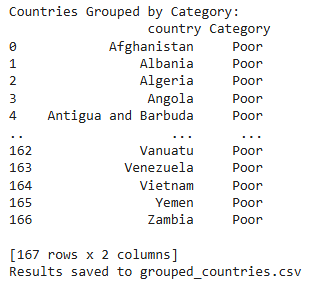 Countries Grouped by Category:
country Category
0 Afghanistan Poor
1 Albania Poor
2 Algeria Poor
3 Angola Poor
4 Antigua and Barbuda Poor
.. ... ...
162 Vanuatu Poor
163 Venezuela Poor
164 Vietnam Poor
165 Yemen Poor
166 Zambia Poor
[167 rows x 2 columns]
Results saved to grouped_countries.csv